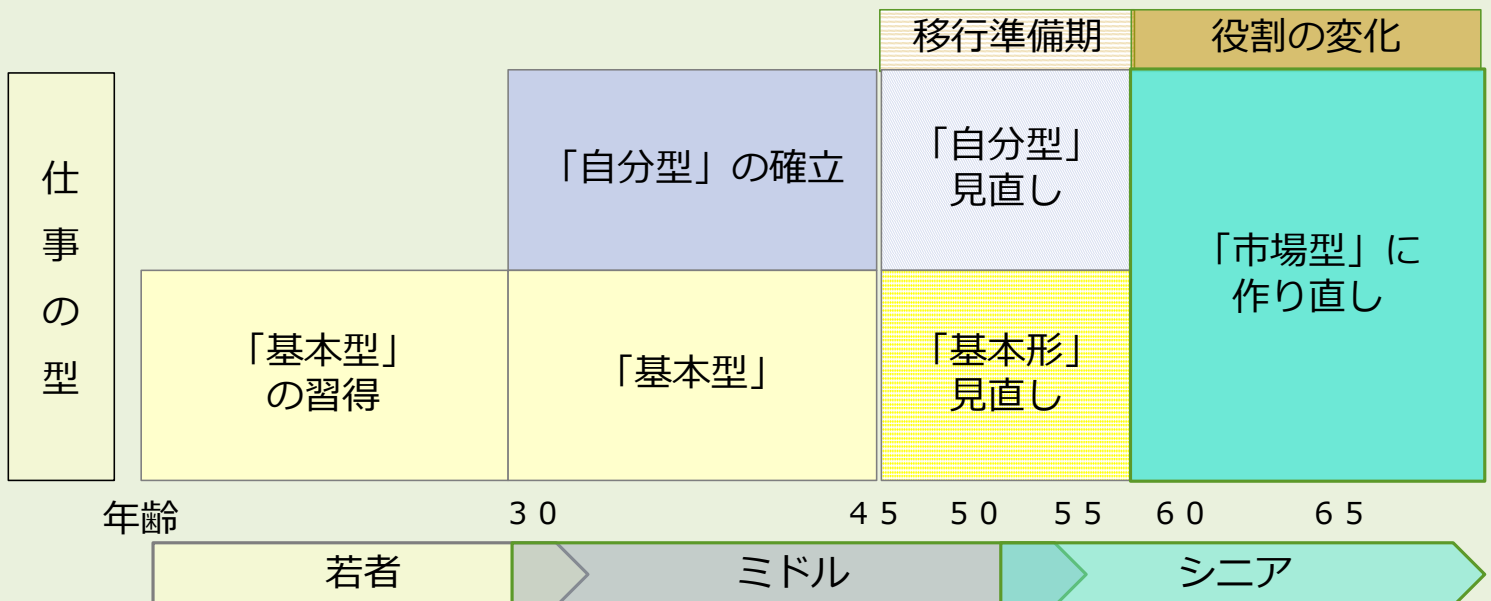 移行準備期
役割の変化
仕事の型
「自分型」の確立
「自分型」
見直し
「市場型」に
作り直し
「基本型」
の習得
「基本型」
「基本形」
見直し
年齢
３０
４５
５０
５５
６０
６５
若者
ミドル
シニア